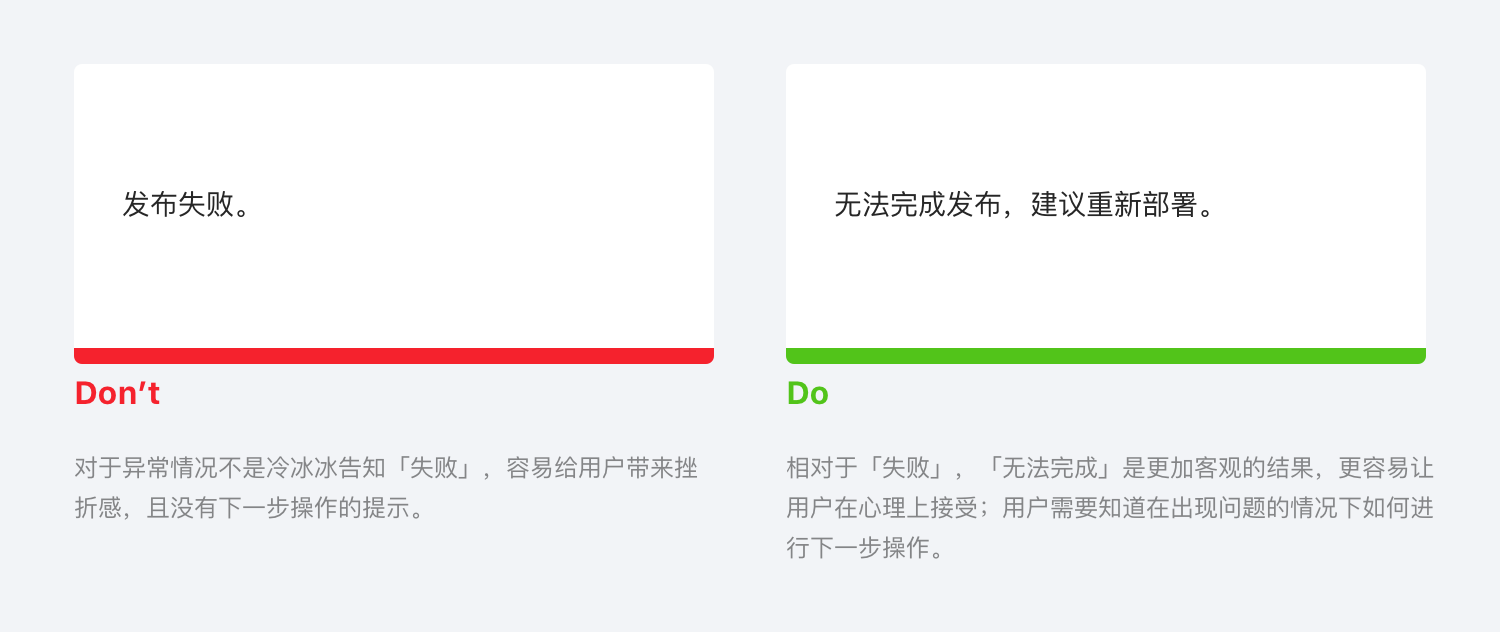 发布失败。
Don't
对于异常情况不是冷冰冰告知「失败」，容易给用户带来挫
折感，且没有下一步操作的提示。
无法完成发布，建议重新部署。
Do
相对于「失败」，「无法完成」是更加客观的结果，更容易让
用户在心理上接受；用户需要知道在出现问题的情况下如何进
行下一步操作。